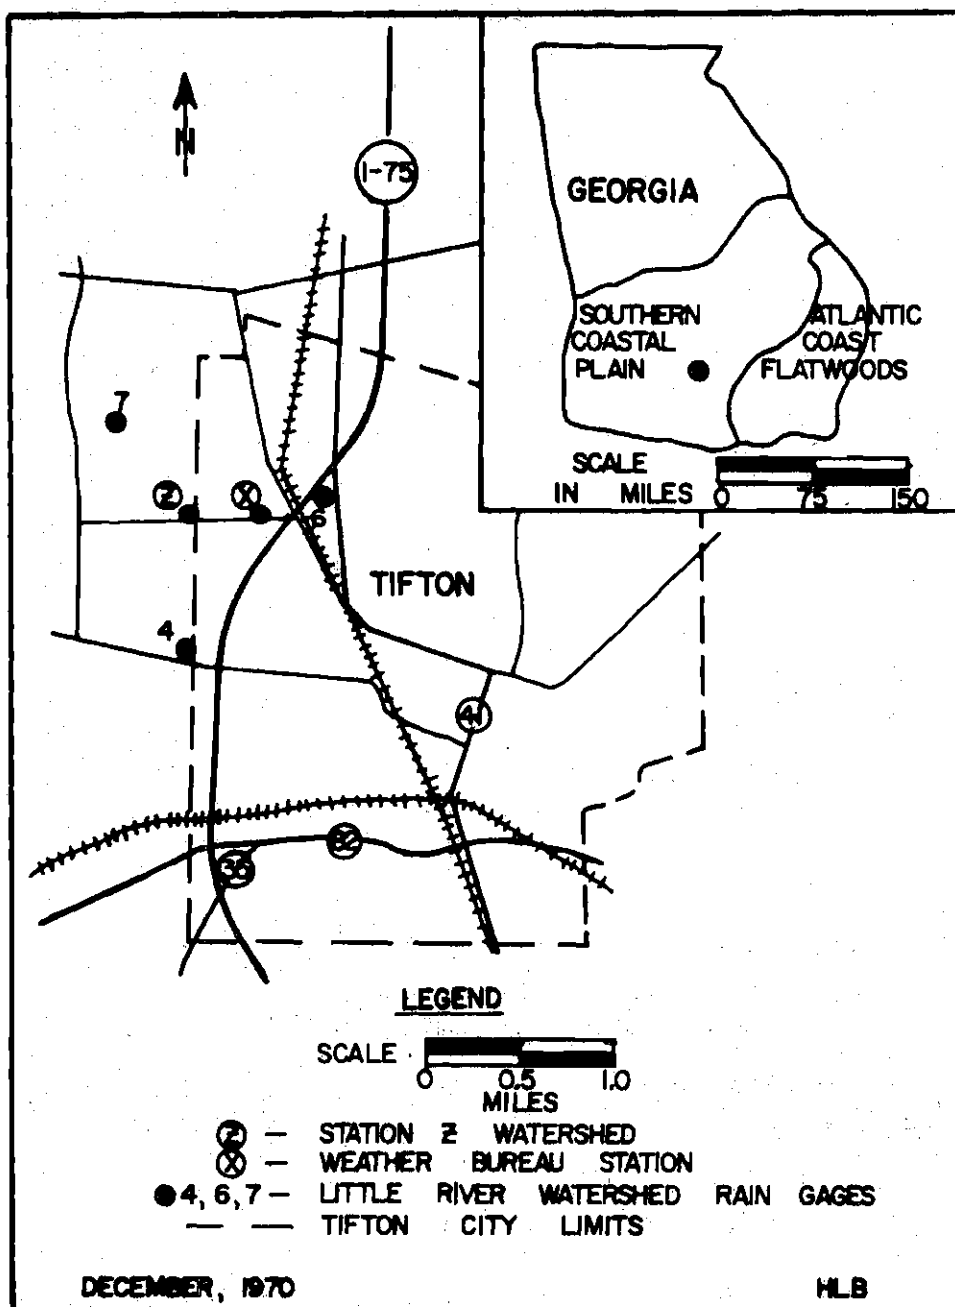 N
1-75
GEORGIA
SOUTHERN
COASTAL
PLAIN
ATLANTIC
COAST
FLATWOODS
SCALE
IN MILES
0 75 150
7
Z
X
6
TIFTON
4
41
82
35
LEGEND
SCALE
0 0.5 1.0
MILES
Z — STATION Z WATERSHED
X — WEATHER BUREAU STATION
4, 6, 7 — LITTLE RIVER WATERSHED RAIN GAGES
— — TIFTON CITY LIMITS
DECEMBER, 1970
HLB